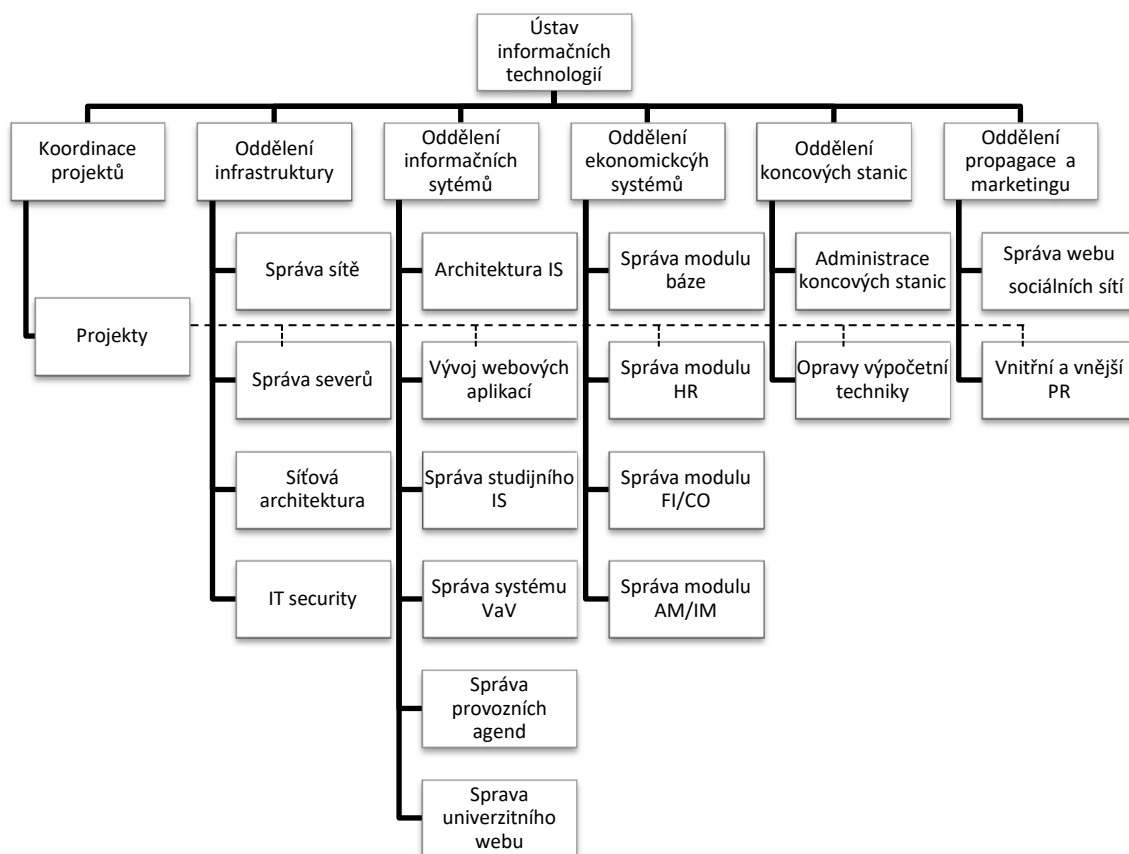 Ústav
informačních
technologií
Koordinace
projektů
Oddělení
infrastruktury
Oddělení
informačních
sytémů
Oddělení
ekonomickcýh
systémů
Oddělení
koncových stanic
Oddělení
propagace a
marketingu
Projekty
Správa sítě
Správa severů
Síťová
architektura
IT security
Architektura IS
Vývoj webových
aplikací
Správa studijního
IS
Správa systému
VaV
Správa
provozních
agend
Sprava
univerzitního
webu
Správa modulu
báze
Správa modulu
HR
Správa modulu
FI/CO
Správa modulu
AM/IM
Administrace
koncových stanic
Opravy výpočetní
techniky
Správa webu
sociálních sítí
Vnitřní a vnější
PR